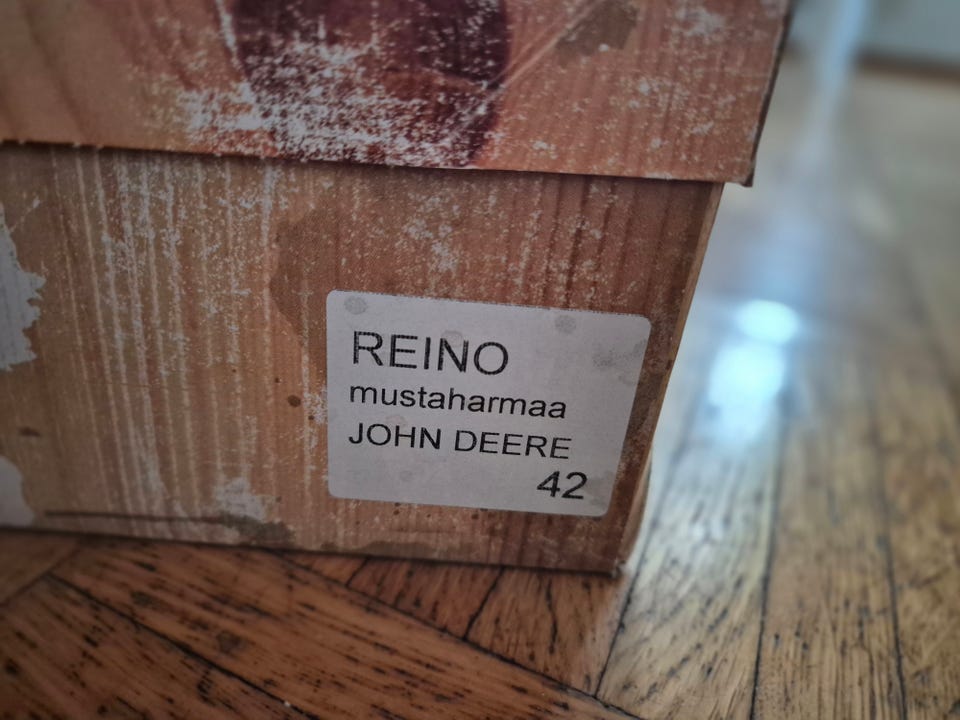 REINO
mustaharmaa
JOHN DEERE
42